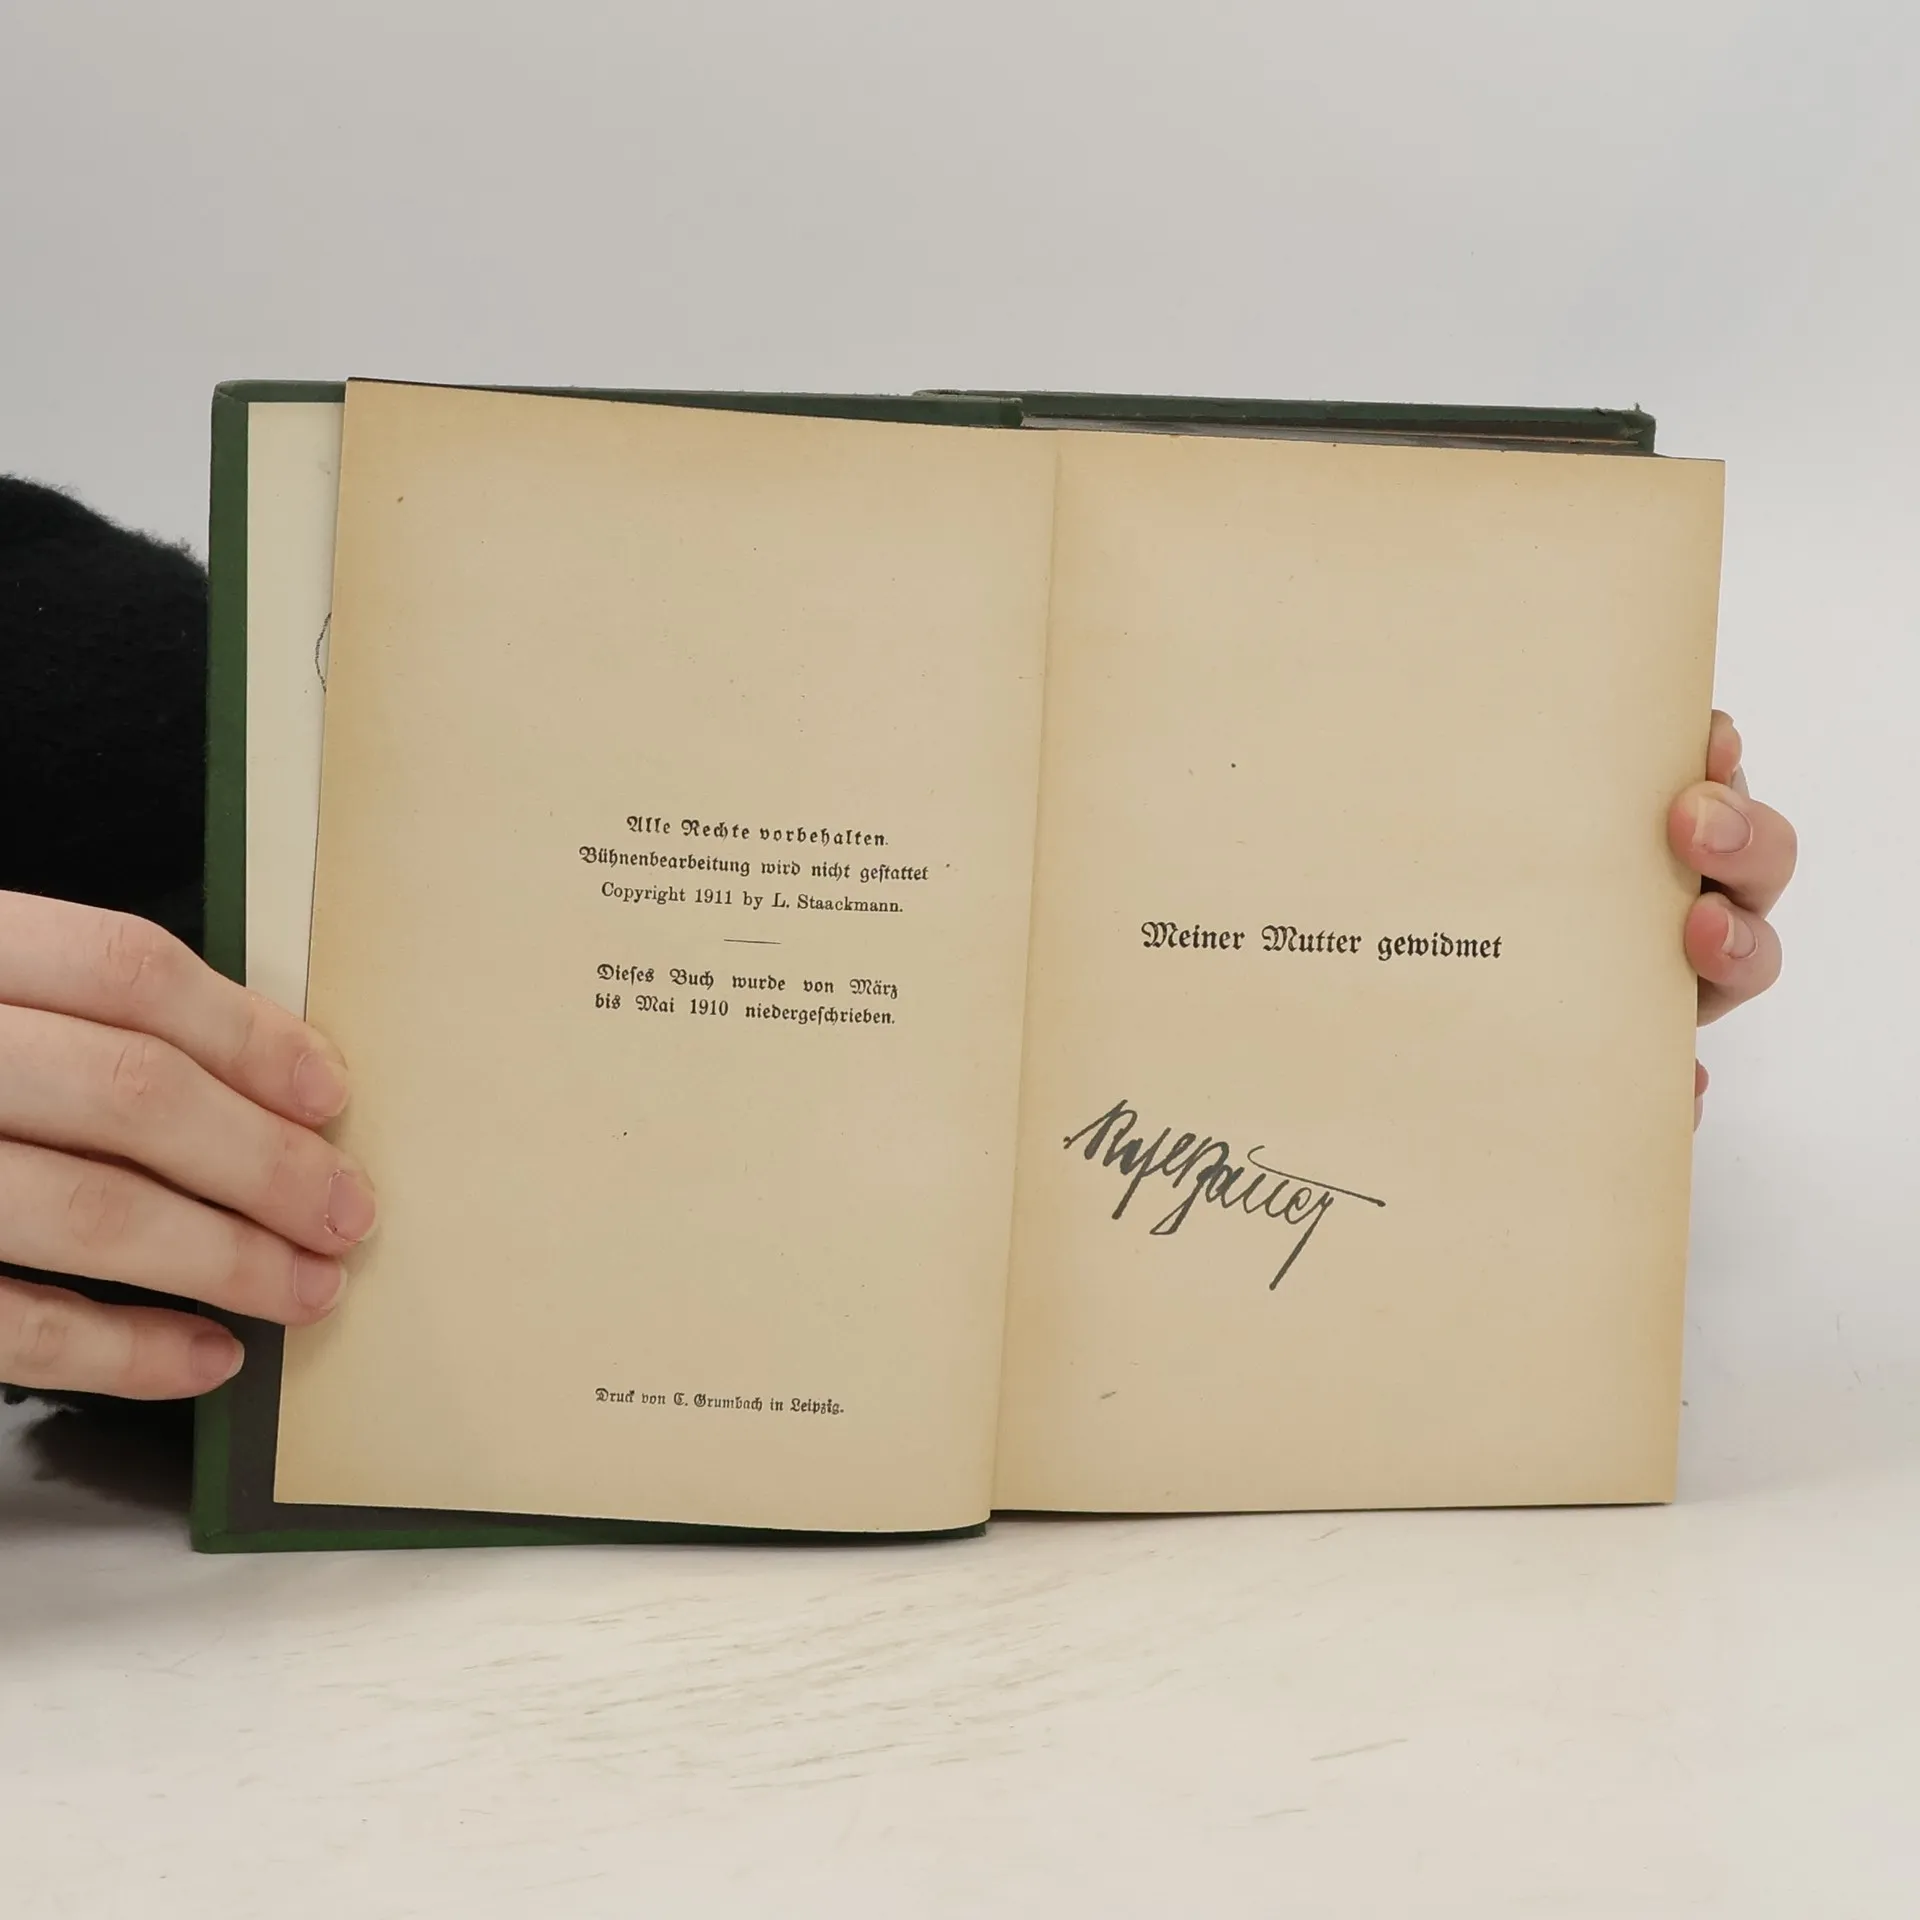 Alle Rechte vorbehalten.
Bühnenbearbeitung wird nicht gestattet
Copyright 1911 by L. Staackmann.
Dieses Buch wurde von März
bis Mai 1910 niedergeschrieben.
Druck von C. Grumbach in Leipzig.
Meiner Mutter gewidmet